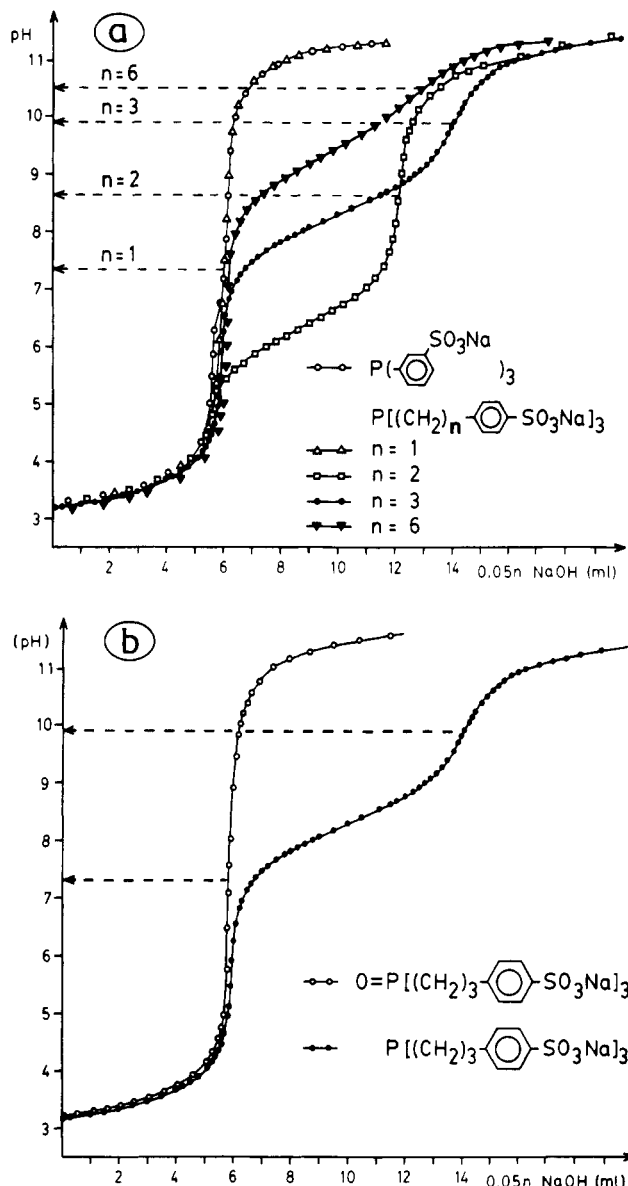 pH
a
11
10
9
8
7
6
5
4
3
n=6
n=3
n=2
n=1
SO3Na
P( )3
P[(CH2)n SO3Na]3
n = 1
n = 2
n = 3
n = 6
2 4 6 8 10 12 14 0.05n NaOH (ml)
(pH)
b
11
10
9
8
7
6
5
4
3
O=P[(CH2)3 SO3Na]3
P[(CH2)3 SO3Na]3
2 4 6 8 10 12 14 0.05n NaOH (ml)